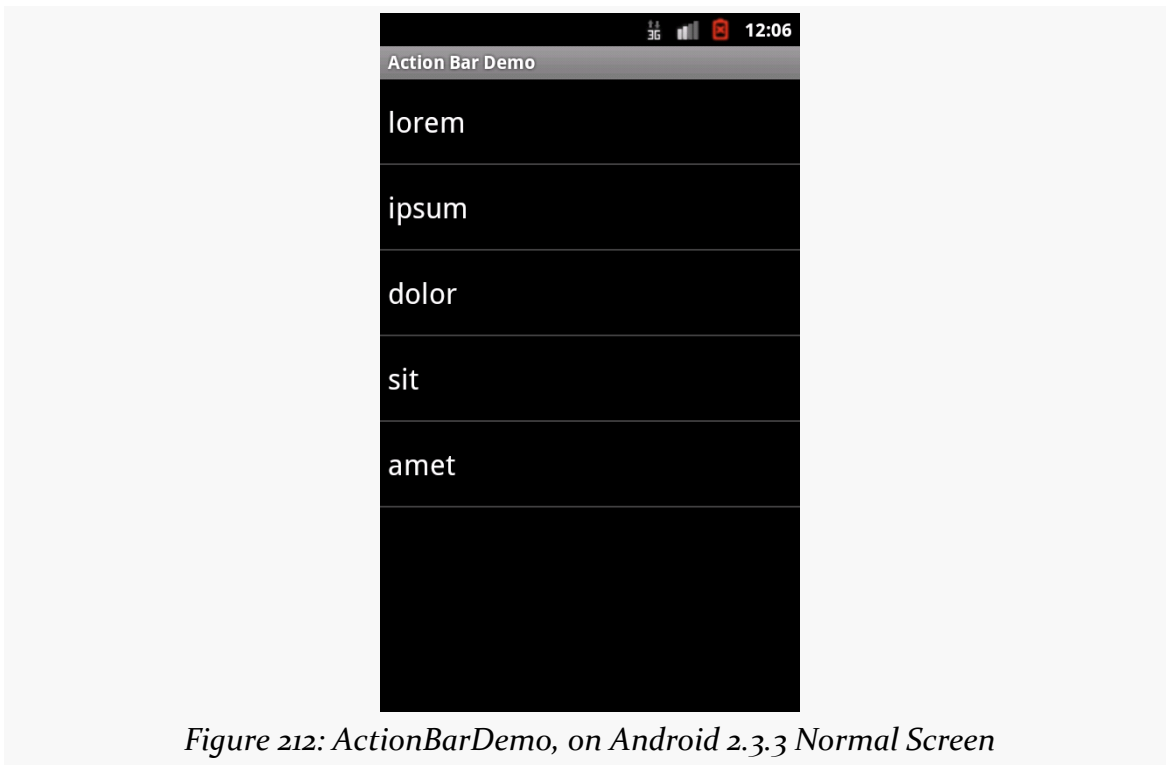 3G 12:06
Action Bar Demo
lorem
ipsum
dolor
sit
amet
Figure 212: ActionBarDemo, on Android 2.3.3 Normal Screen